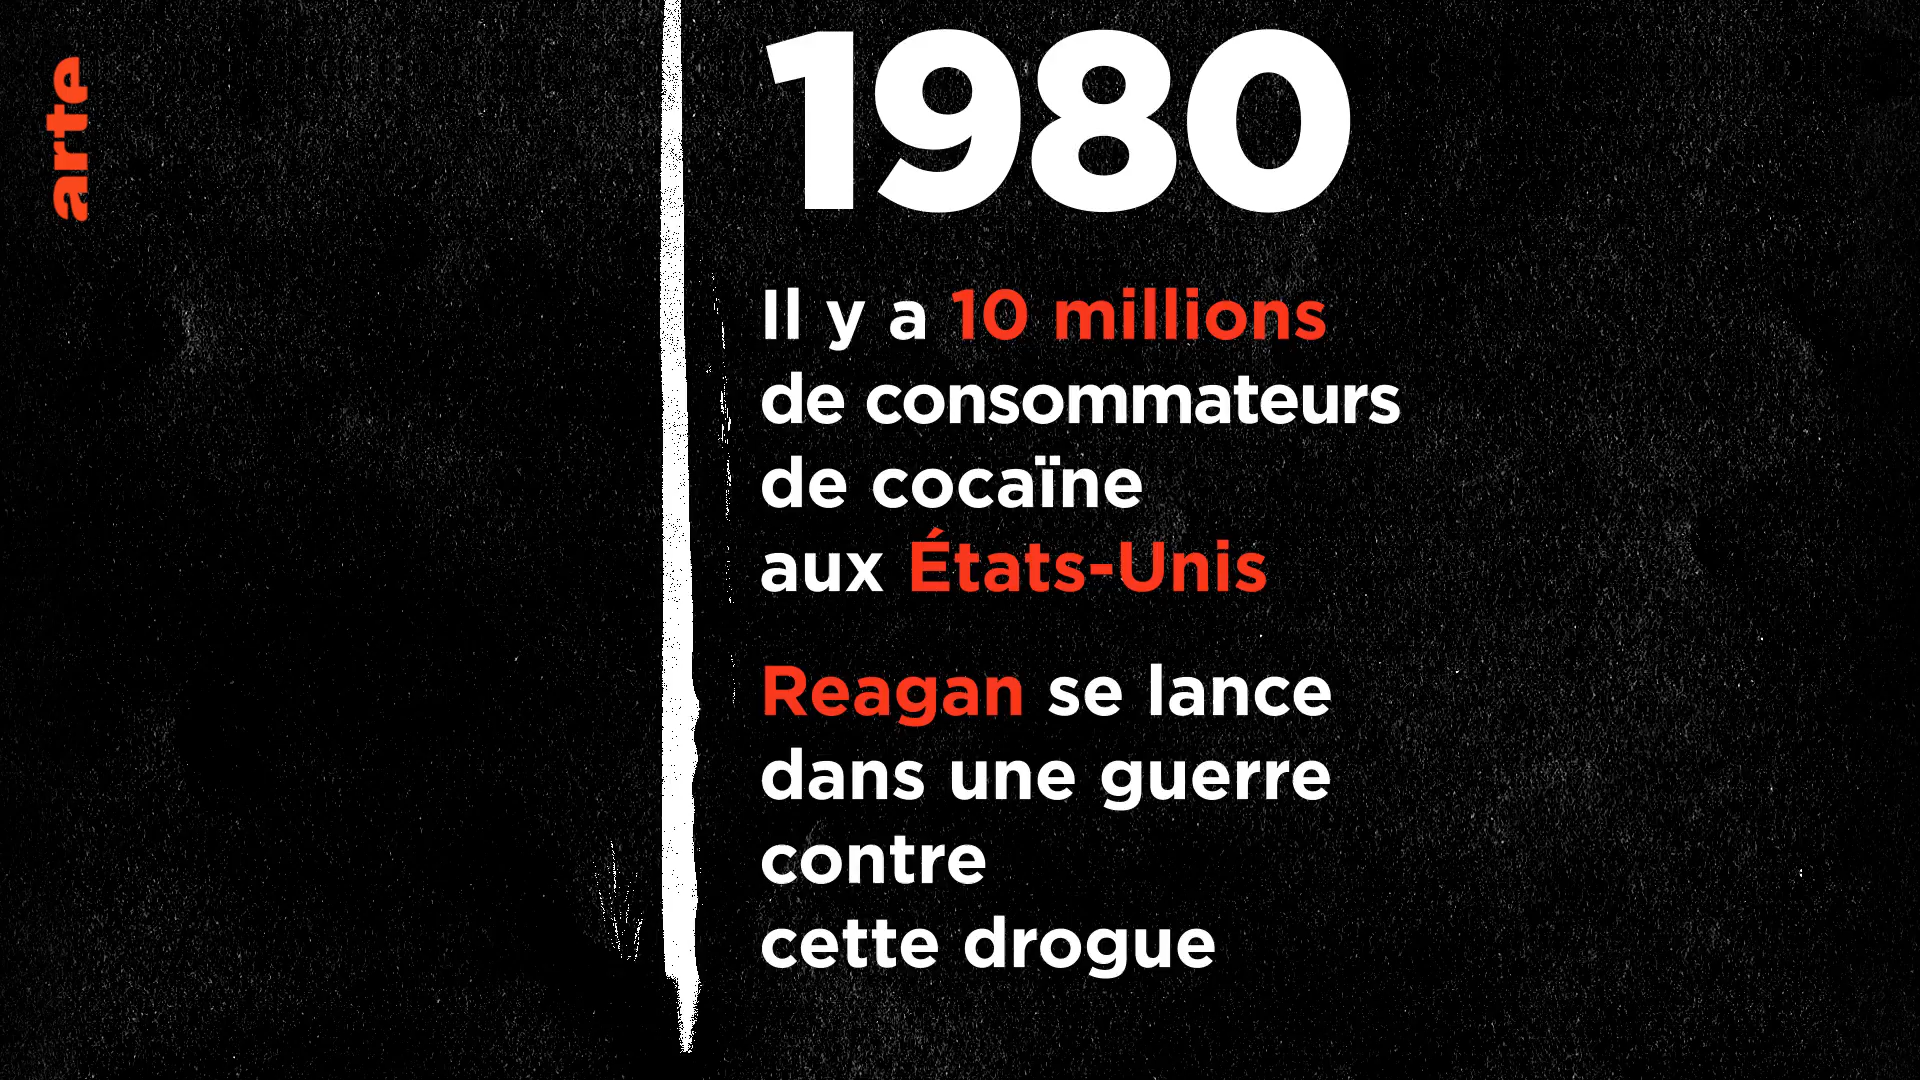 arte
1980
Il y a 10 millions
de consommateurs
de cocaïne
aux États-Unis
Reagan se lance
dans une guerre
contre
cette drogue